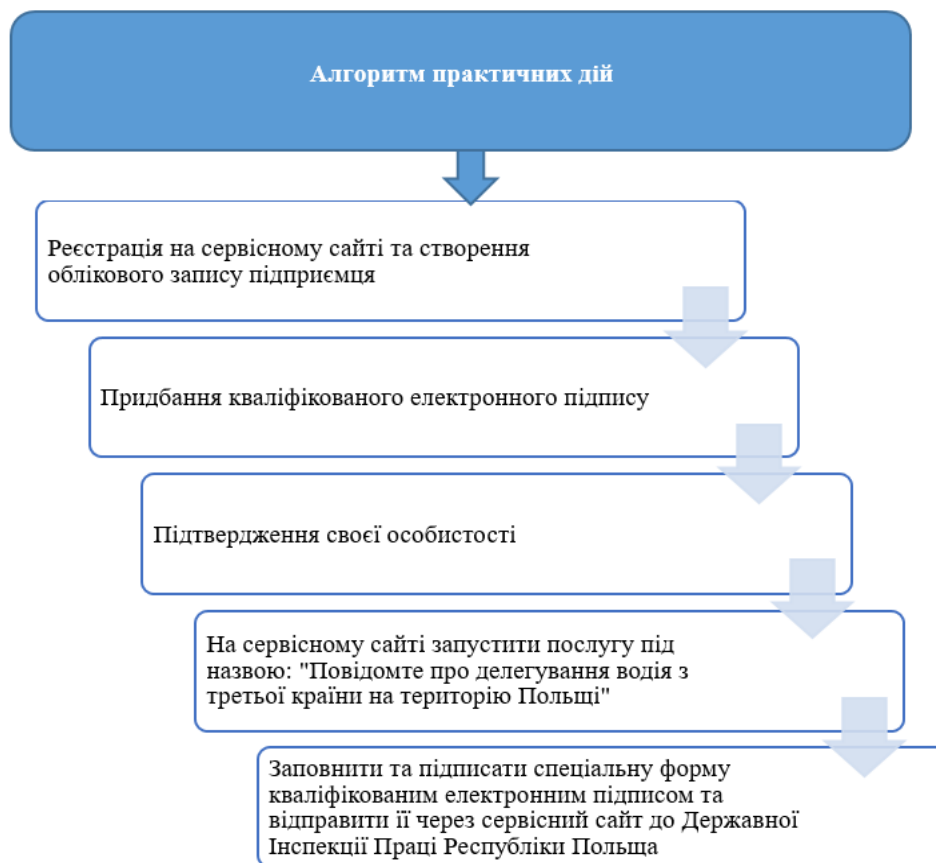 Алгоритм практичних дій
Реєстрація на сервісному сайті та створення
облікового запису підприємця
Придбання кваліфікованого електронного підпису
Підтвердження своєї особистості
На сервісному сайті запустити послугу під
назвою: "Повідомте про делегування водія з
третьої країни на територію Польщі"
Заповнити та підписати спеціальну форму
кваліфікованим електронним підписом та
відправити її через сервісний сайт до Державної
Інспекції Праці Республіки Польща